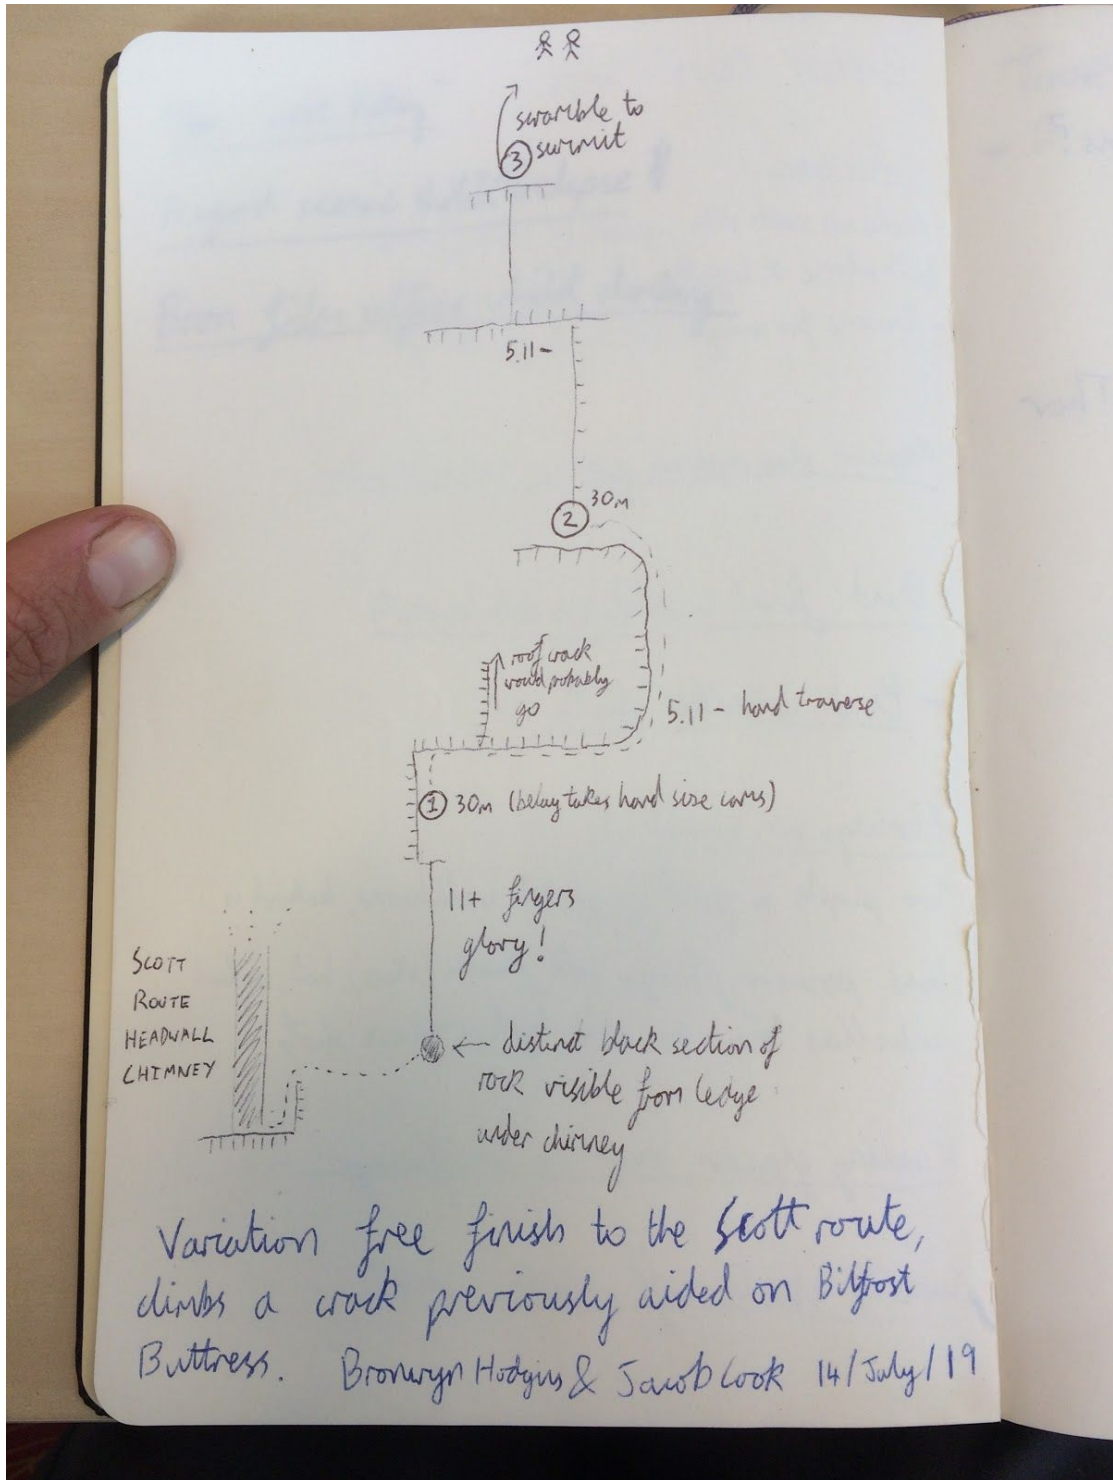 scramble to
③ summit
5.11-
② 30m
roof crack
would probably
go
5.11- hand traverse
① 30m (belay takes hand size cams)
11+ fingers
glory!
SCOTT
ROUTE
HEADWALL
CHIMNEY
← distinct black section of
rock visible from ledge
under chimney
Variation free finish to the Scott route,
climbs a crack previously aided on Bilfrost
Buttress. Bronwyn Hodgins & Jacob Cook 14/July/19